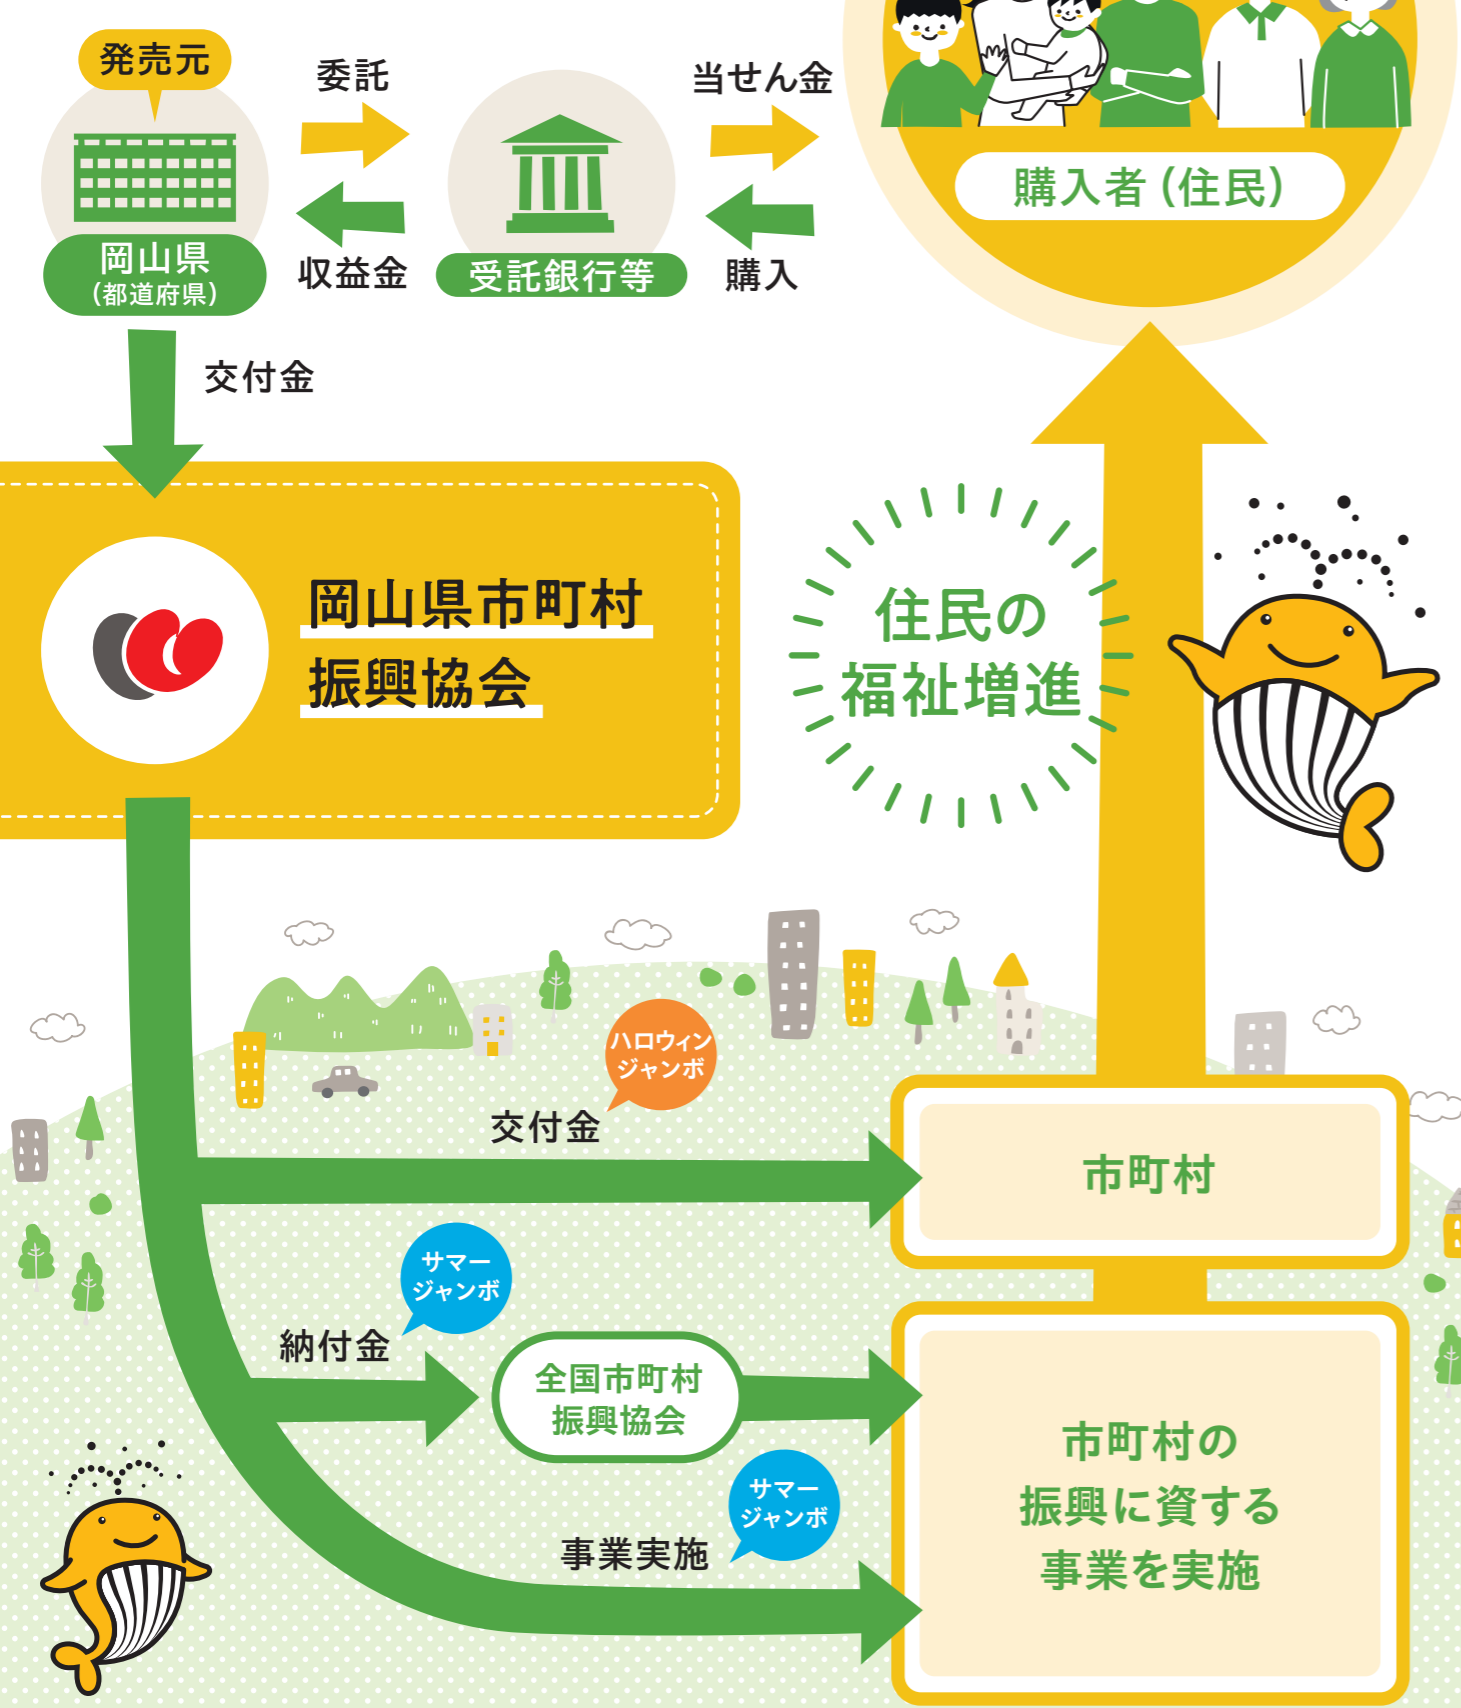 発売元
委託
当せん金
購入者(住民)
岡山県
(都道府県)
収益金
受託銀行等
購入
交付金
岡山県市町村
振興協会
住民の
福祉増進
ハロウィン
ジャンボ
交付金
市町村
サマー
ジャンボ
納付金
全国市町村
振興協会
市町村の
振興に資する
事業を実施
サマー
ジャンボ
事業実施